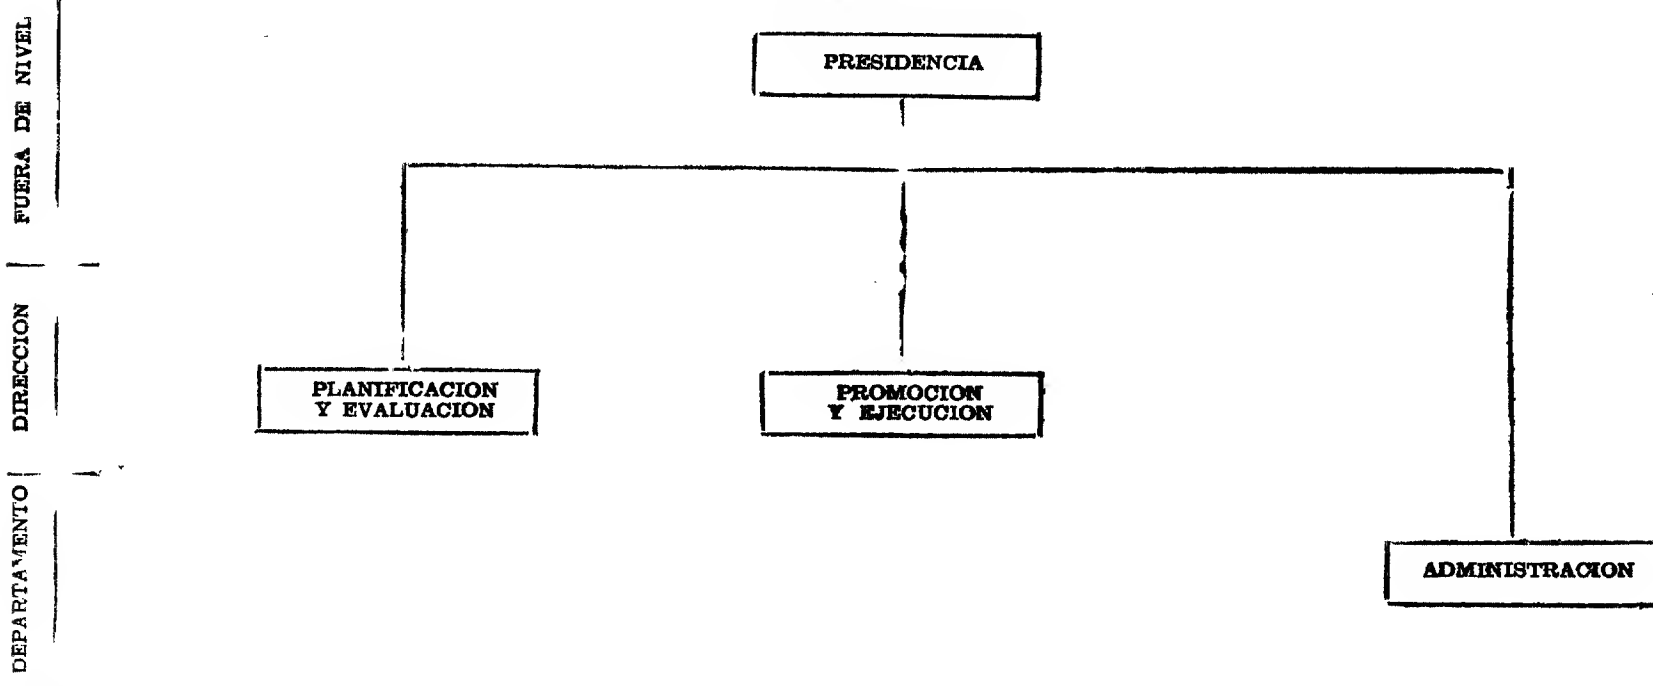 FUERA DE NIVEL
PRESIDENCIA
DIRECCION
PLANIFICACION
Y EVALUACION
PROMOCION
Y EJECUCION
DEPARTAMENTO
ADMINISTRACION